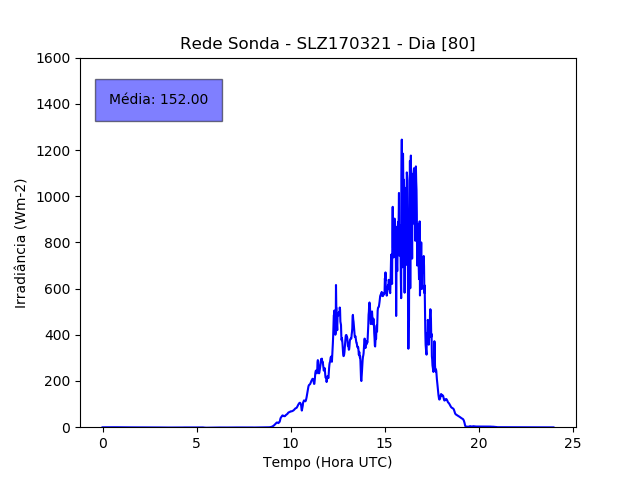 Rede Sonda - SLZ170321 - Dia [80]
Média: 152.00
Irradiância (Wm-2)
1600
1400
1200
1000
800
600
400
200
0
0 5 10 15 20 25
Tempo (Hora UTC)